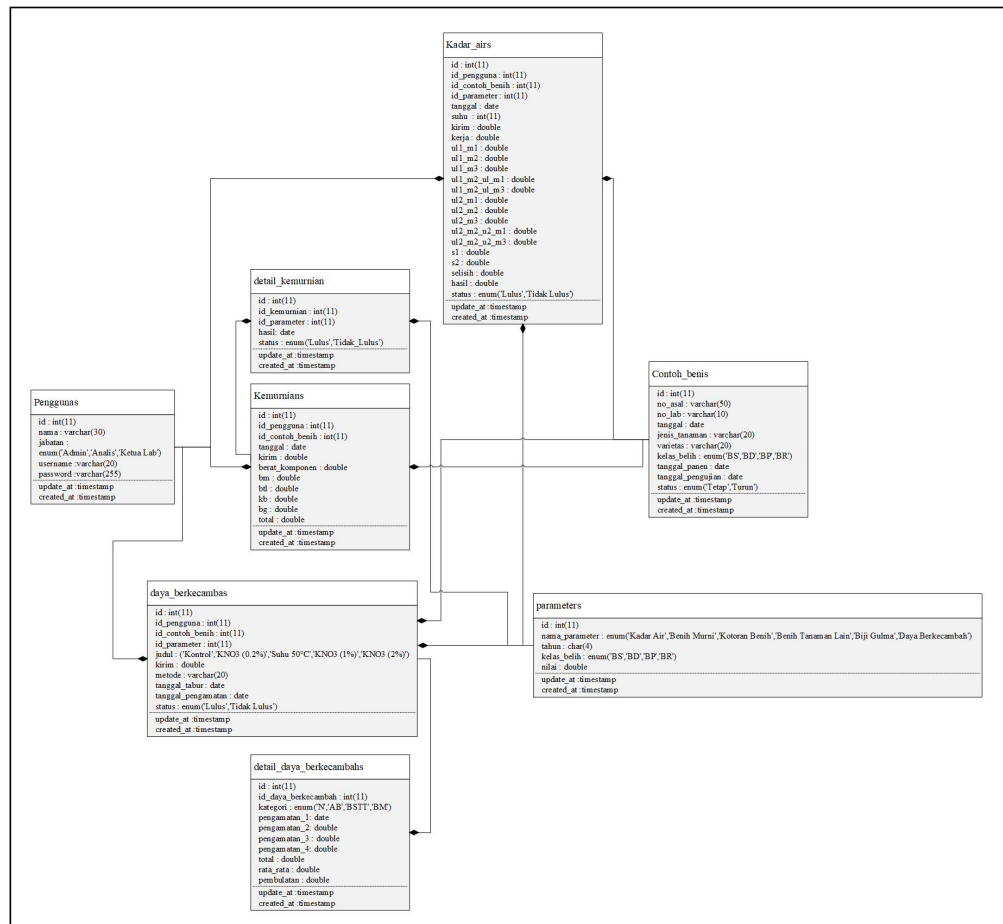 Kadar_airs
id : int(11)
id_pengguna : int(11)
id_contoh_benih : int(11)
id_parameter : int(11)
tanggal : date
suhu : int(11)
kirim : double
kerja : double
ul1_m1 : double
ul1_m2 : double
ul1_m3 : double
ul1_m2_ul_m1 : double
ul1_m2_ul_m3 : double
ul2_m1 : double
ul2_m2 : double
ul2_m3 : double
ul2_m2_u2_m1 : double
ul2_m2_u2_m3 : double
s1 : double
s2 : double
selisih : double
hasil : double
status : enum('Lulus','Tidak Lulus')
update_at :timestamp
created_at :timestamp
detail_kemurnian
id : int(11)
id_kemurnian : int(11)
id_parameter : int(11)
hasil: date
status : enum('Lulus','Tidak_Lulus')
update_at :timestamp
created_at :timestamp
Penggunas
id : int(11)
nama : varchar(30)
jabatan :
enum('Admin','Analis','Ketua Lab')
username :varchar(20)
password :varchar(255)
update_at :timestamp
created_at :timestamp
Kemurnians
id : int(11)
id_pengguna : int(11)
id_contoh_benih : int(11)
tanggal : date
kirim : double
berat_komponen : double
bm : double
btl : double
kb : double
bg : double
total : double
update_at :timestamp
created_at :timestamp
Contoh_benis
id : int(11)
no_asal : varchar(50)
no_lab : varchar(10)
tanggal : date
jenis_tanaman : varchar(20)
varietas : varchar(20)
kelas_belih : enum('BS','BD','BP','BR')
tanggal_panen : date
tanggal_pengujian : date
status : enum('Tetap','Turun')
update_at :timestamp
created_at :timestamp
daya_berkecambas
id : int(11)
id_pengguna : int(11)
id_contoh_benih : int(11)
id_parameter : int(11)
judul : ('Kontrol','KNO3 (0.2%)','Suhu 50°C','KNO3 (1%)','KNO3 (2%)')
kirim : double
metode : varchar(20)
tanggal_tabur : date
tanggal_pengamatan : date
status : enum('Lulus','Tidak Lulus')
update_at :timestamp
created_at :timestamp
parameters
id : int(11)
nama_parameter : enum('Kadar Air','Benih Murni','Kotoran Benih','Benih Tanaman Lain','Biji Gulma','Daya Berkecambah')
tahun : char(4)
kelas_belih : enum('BS','BD','BP','BR')
nilai : double
update_at :timestamp
created_at :timestamp
detail_daya_berkecambahs
id : int(11)
id_daya_berkecambah : int(11)
kategori : enum('N','AB','BSTT','BM')
pengamatan_1: date
pengamatan_2: double
pengamatan_3 : double
pengamatan_4: double
total : double
rata_rata : double
pembulatan : double
update_at :timestamp
created_at :timestamp